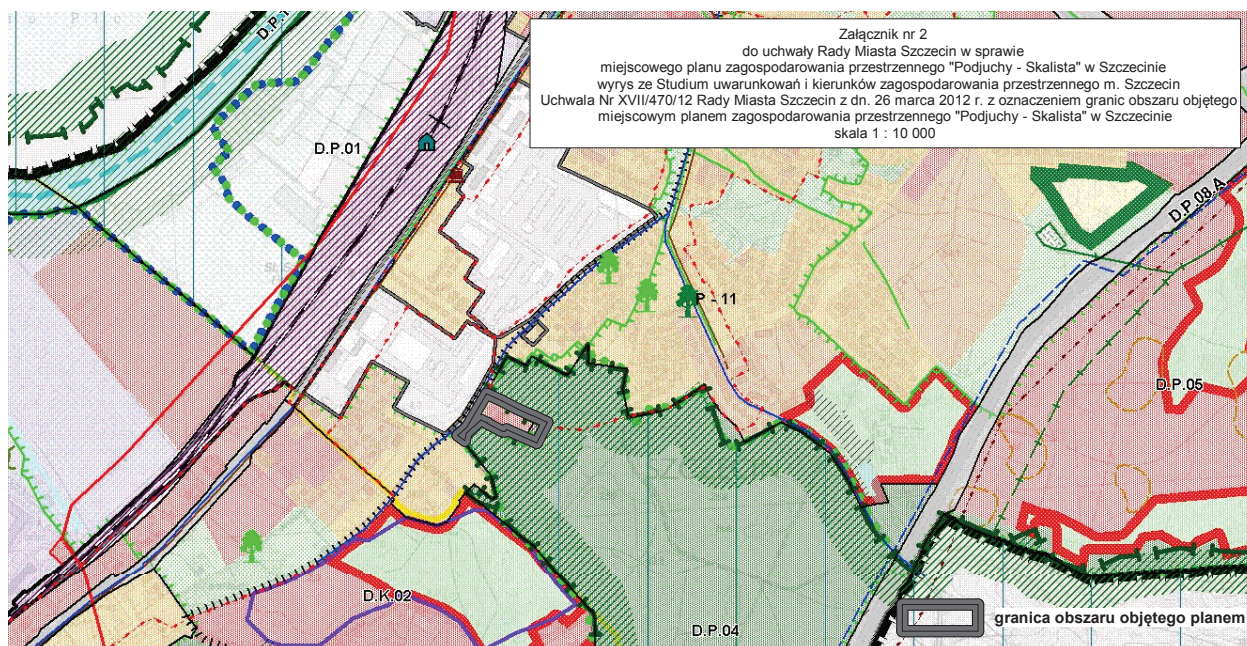 Załącznik nr 2
do uchwały Rady Miasta Szczecin w sprawie
miejscowego planu zagospodarowania przestrzennego "Podjuchy - Skalista" w Szczecinie
wyrys ze Studium uwarunkowań i kierunków zagospodarowania przestrzennego m. Szczecin
Uchwala Nr XVII/470/12 Rady Miasta Szczecin z dn. 26 marca 2012 r. z oznaczeniem granic obszaru objętego
miejscowym planem zagospodarowania przestrzennego "Podjuchy - Skalista" w Szczecinie
skala 1 : 10 000
D.P.01
D.P.08.A
P - 11
D.P.05
D.K.02
D.P.04
granica obszaru objętego planem